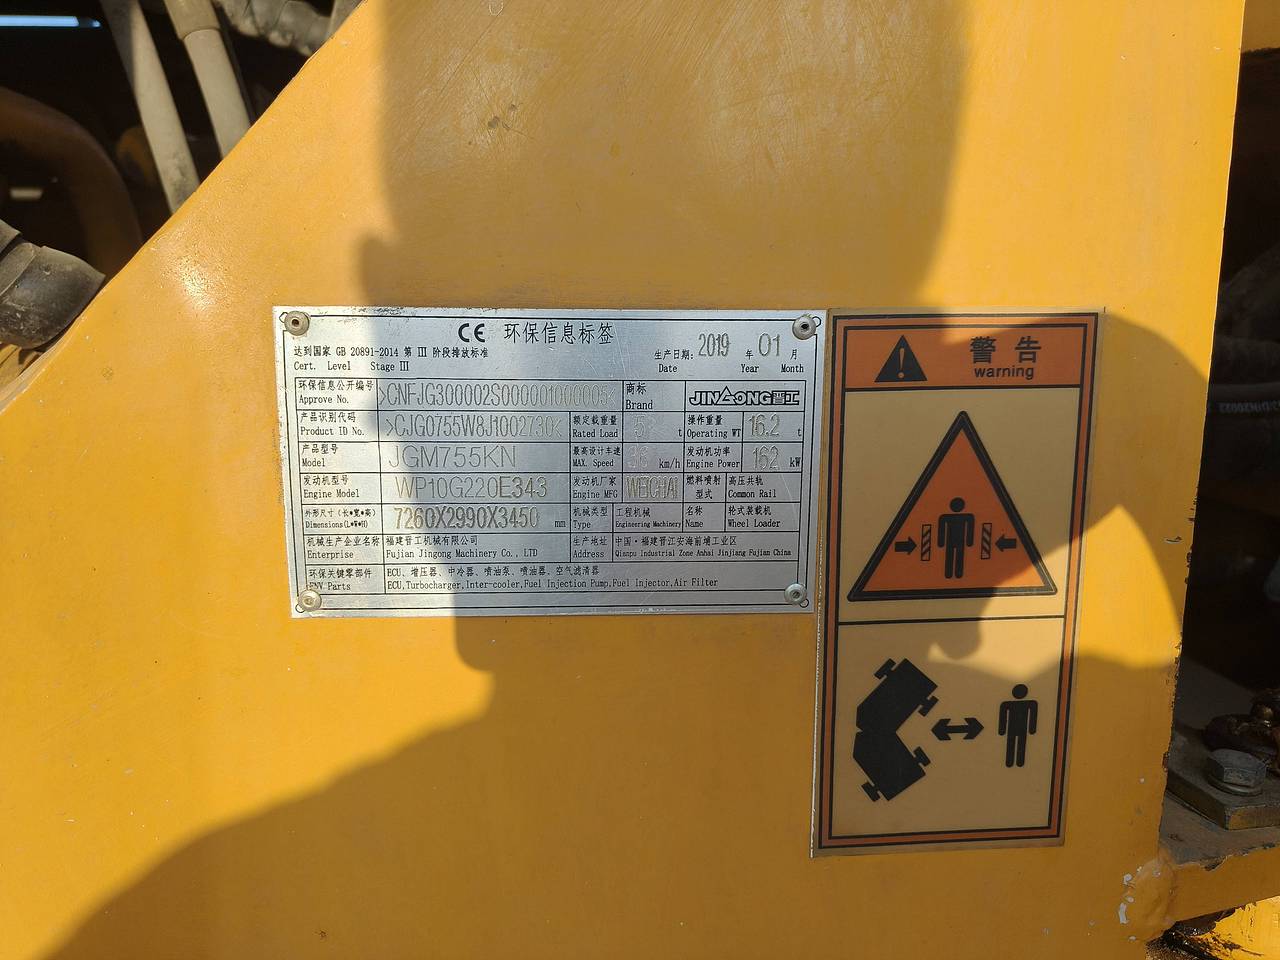 CE 环保信息标签
达到国家 GB 20891-2014 第 III 阶段排放标准
Cert. Level Stage III
生产日期: 2019 年 01 月
Date Year Month
环保信息公开编号 >CNFJG300002S000001000005< 商标 JINGONG晋工
Approve No. Brand
产品识别代码 >CJG0755W8J1002730< 额定载重量 5 t 操作重量 16.2 t
Product ID No. Rated Load Operating WT
产品型号 JGM755KN 最高设计车速 km/h 发动机功率 162 kW
Model MAX. Speed Engine Power
发动机型号 WP10G220E343 发动机厂家 WEICHAI 燃料喷射型式 高压共轨
Engine Model Engine MFG Common Rail
外形尺寸(长*宽*高) 7260X2990X3450 mm 机械类型 工程机械 名称 轮式装载机
Dimensions(L*W*H) Type Engineering Machinery Name Wheel Loader
机械生产企业名称 福建晋工机械有限公司 生产地址 中国·福建晋江安海前埔工业区
Enterprise Fujian Jingong Machinery Co., LTD Address Qianpu Industrial Zone Anhai Jinjiang Fujian China
环保关键零部件 ECU、增压器、中冷器、喷油泵、喷油器、空气滤清器
ENV. Parts ECU,Turbocharger,Inter-cooler,Fuel Injection Pump,Fuel Injector,Air Filter
警告
warning